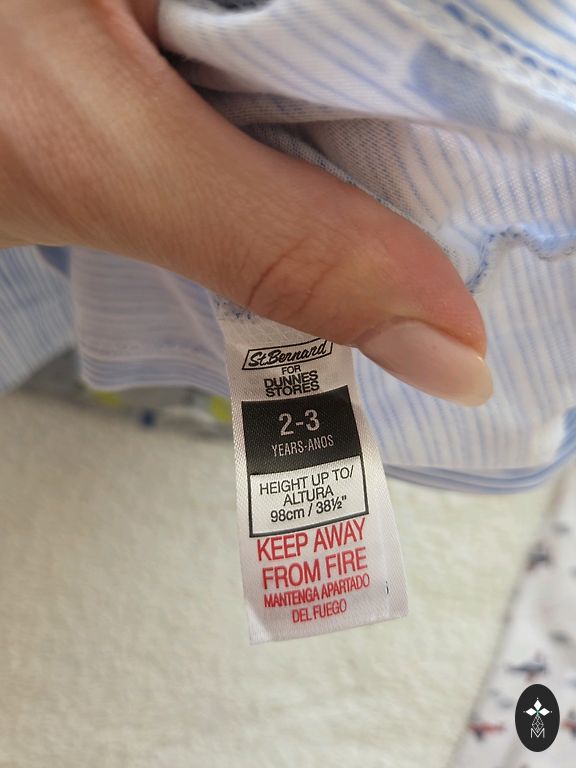 St.Bernard
FOR
DUNNES
STORES
2-3
YEARS-ANOS
HEIGHT UP TO/
ALTURA
98cm / 38½"
KEEP AWAY
FROM FIRE
MANTENGA APARTADO
DEL FUEGO
M